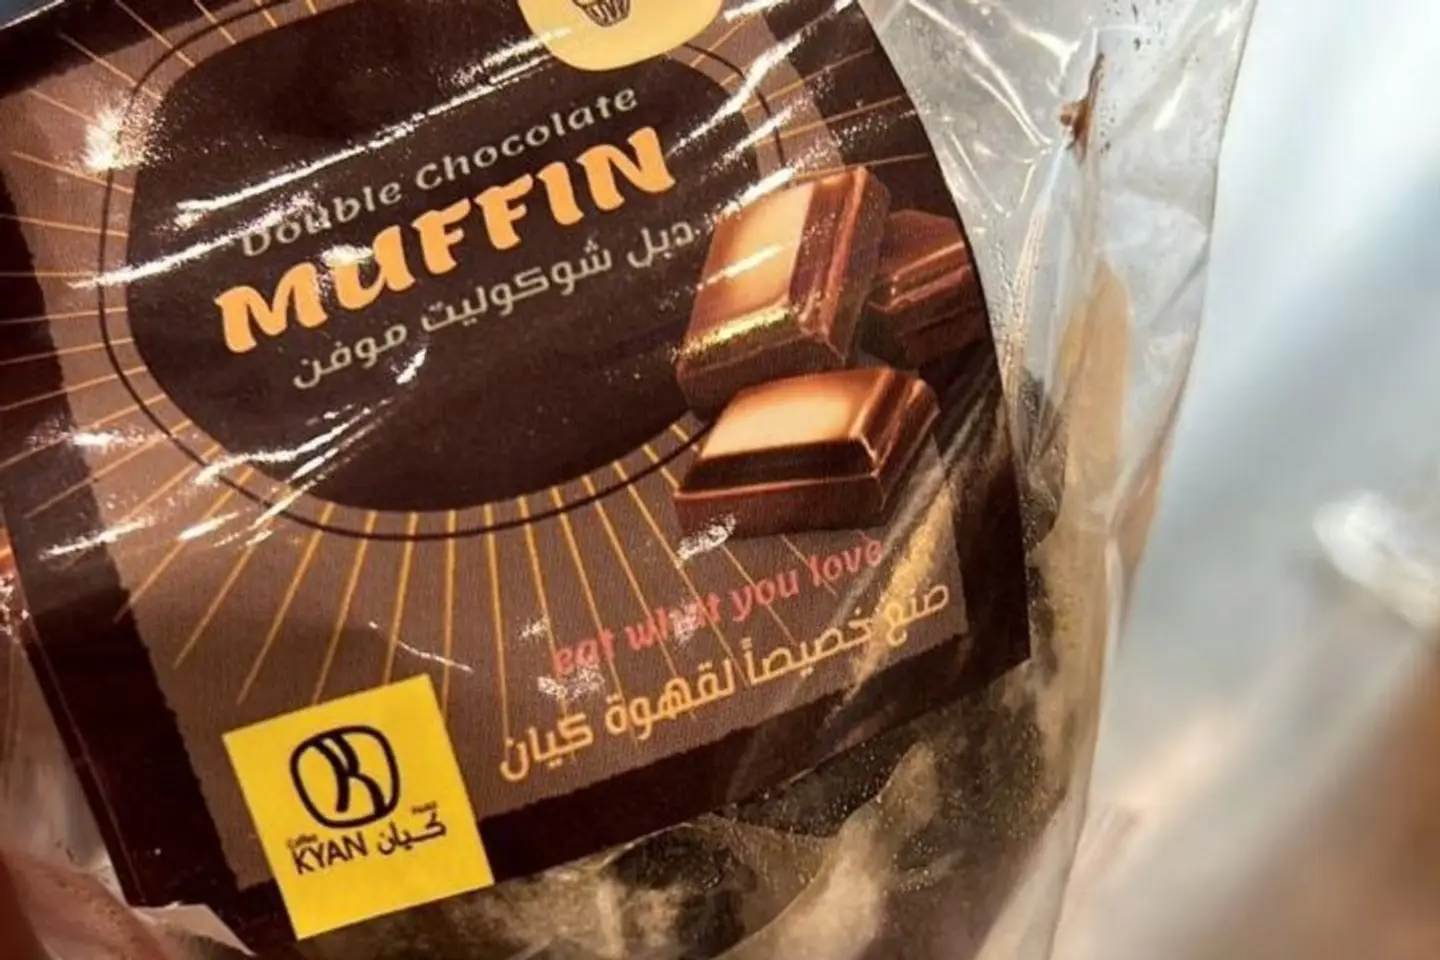 Double Chocolate
MUFFIN
دبل شوكوليت موفن
eat what you love
صنع خصيصاً لقهوة كيان
KYAN كيان